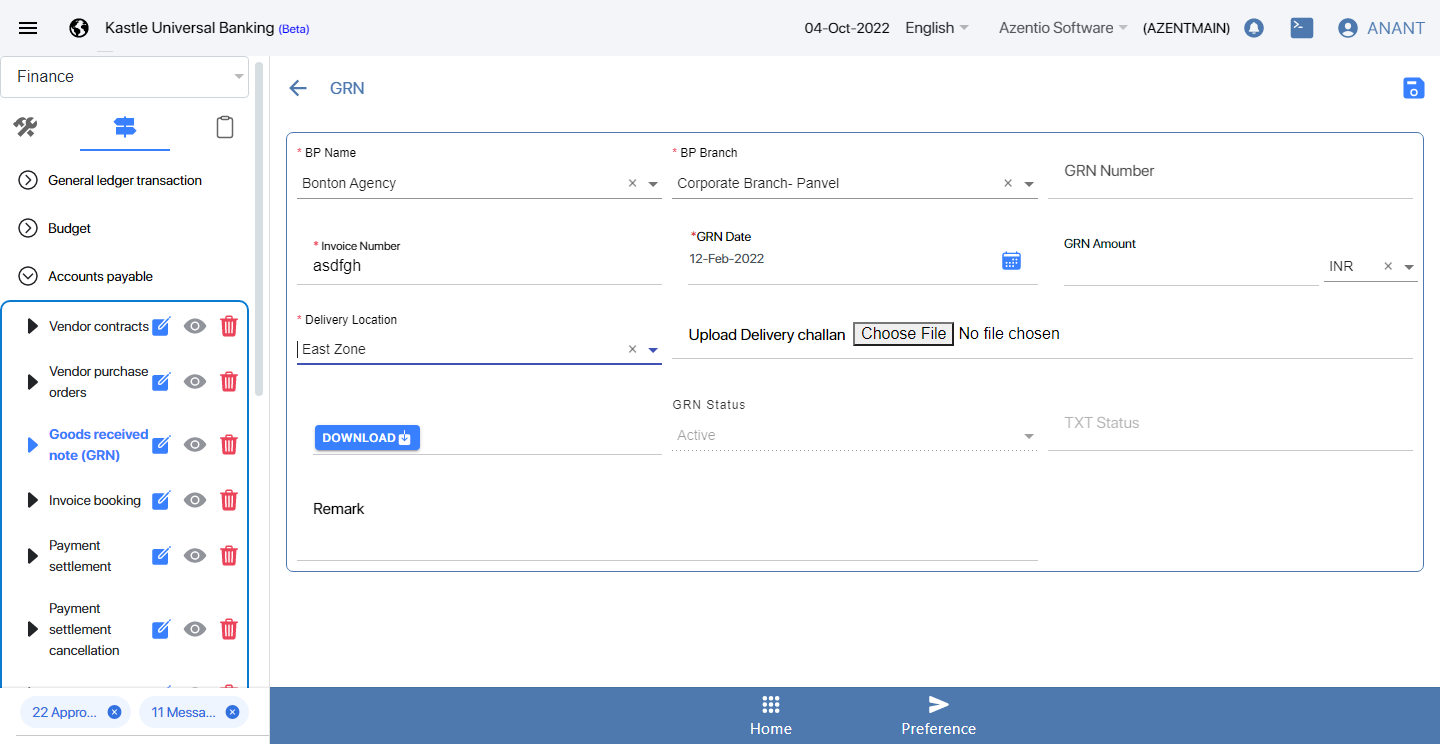 Kastle Universal Banking (Beta)
04-Oct-2022
English
Azentio Software
(AZENTMAIN)
ANANT
Finance
General ledger transaction
Budget
Accounts payable
Vendor contracts
Vendor purchase
orders
Goods received
note (GRN)
Invoice booking
Payment
settlement
Payment
settlement
cancellation
22 Appro...
11 Messa...
GRN
* BP Name
Bonton Agency
* BP Branch
Corporate Branch- Panvel
GRN Number
* Invoice Number
asdfgh
*GRN Date
12-Feb-2022
GRN Amount
INR
* Delivery Location
East Zone
Upload Delivery challan
Choose File No file chosen
DOWNLOAD
GRN Status
Active
TXT Status
Remark
Home
Preference